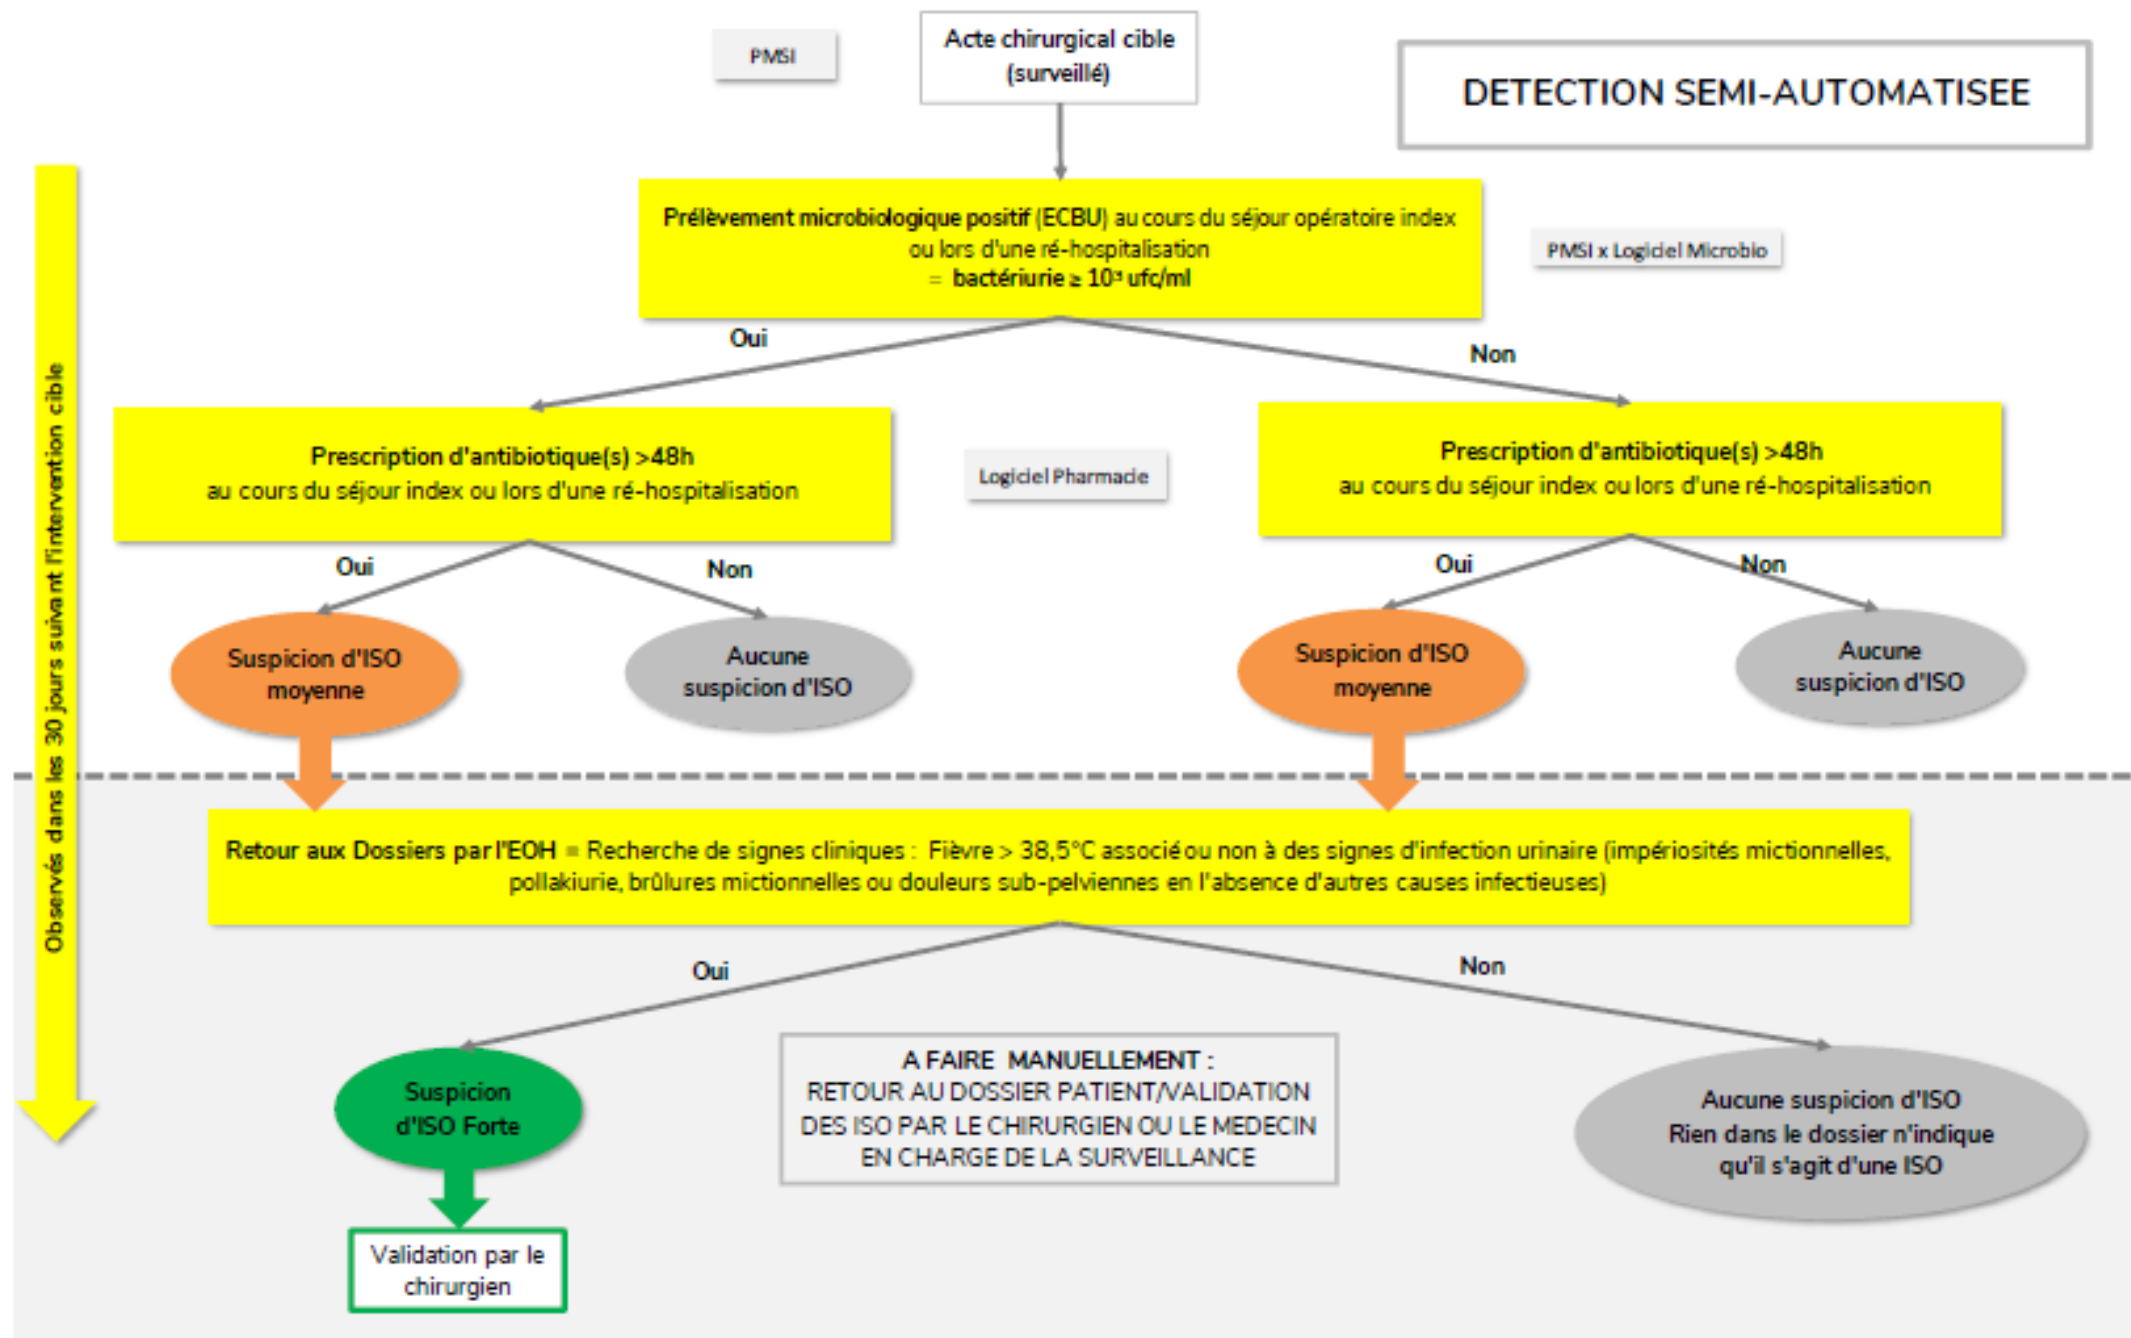 PMSI
Acte chirurgical cible
(surveillé)
DETECTION SEMI-AUTOMATISEE
Prélèvement microbiologique positif (ECBU) au cours du séjour opératoire index
ou lors d'une ré-hospitalisation
= bactériurie ≥ 10³ ufc/ml
PMSI x Logiciel Microbio
Oui
Non
Observés dans les 30 jours suivant l'intervention cible
Prescription d'antibiotique(s) >48h
au cours du séjour index ou lors d'une ré-hospitalisation
Logiciel Pharmacie
Prescription d'antibiotique(s) >48h
au cours du séjour index ou lors d'une ré-hospitalisation
Oui
Non
Oui
Non
Suspicion d'ISO
moyenne
Aucune
suspicion d'ISO
Suspicion d'ISO
moyenne
Aucune
suspicion d'ISO
Retour aux Dossiers par l'EOH = Recherche de signes cliniques : Fièvre > 38,5°C associé ou non à des signes d'infection urinaire (impériosités mictionnelles,
pollakiurie, brûlures mictionnelles ou douleurs sub-pelviennes en l'absence d'autres causes infectieuses)
Oui
Non
Suspicion
d'ISO Forte
A FAIRE MANUELLEMENT :
RETOUR AU DOSSIER PATIENT/VALIDATION
DES ISO PAR LE CHIRURGIEN OU LE MEDECIN
EN CHARGE DE LA SURVEILLANCE
Aucune suspicion d'ISO
Rien dans le dossier n'indique
qu'il s'agit d'une ISO
Validation par le
chirurgien